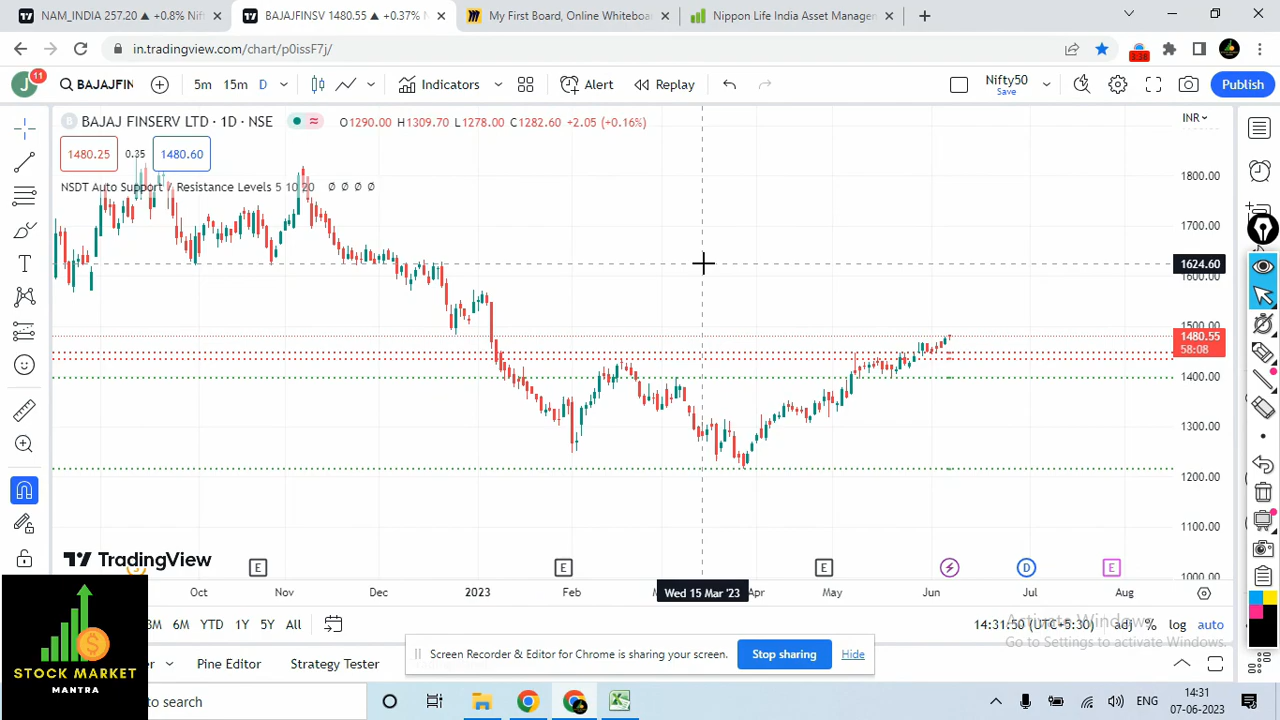 NAM_INDIA 257.20 ▲ +0.8% Nif
BAJAJFINSV 1480.55 ▲ +0.37%
My First Board, Online Whiteboa
Nippon Life India Asset Manager
in.tradingview.com/chart/p0issF7j/
3:38
J
11
BAJAJFIN
5m
15m
D
Indicators
Alert
Replay
Nifty50
Save
Publish
BAJAJ FINSERV LTD · 1D · NSE
O1290.00 H1309.70 L1278.00 C1282.60 +2.05 (+0.16%)
INR
1480.25
0.35
1480.60
NSDT Auto Support / Resistance Levels 5 10 20 Ø Ø Ø Ø
1800.00
1700.00
1624.60
1600.00
1500.00
1480.55
58:08
1400.00
1300.00
1200.00
1100.00
1000.00
TradingView
E
E
E
D
E
Oct
Nov
Dec
2023
Feb
Wed 15 Mar '23
Apr
May
Jun
Jul
Aug
3M
6M
YTD
1Y
5Y
All
14:31:50 (UTC+5:30)
adj
%
log
auto
Activate Windows
Go to Settings to activate Windows.
Pine Editor
Strategy Tester
Screen Recorder & Editor for Chrome is sharing your screen.
Stop sharing
Hide
STOCK MARKET
MANTRA
to search
ENG
14:31
07-06-2023